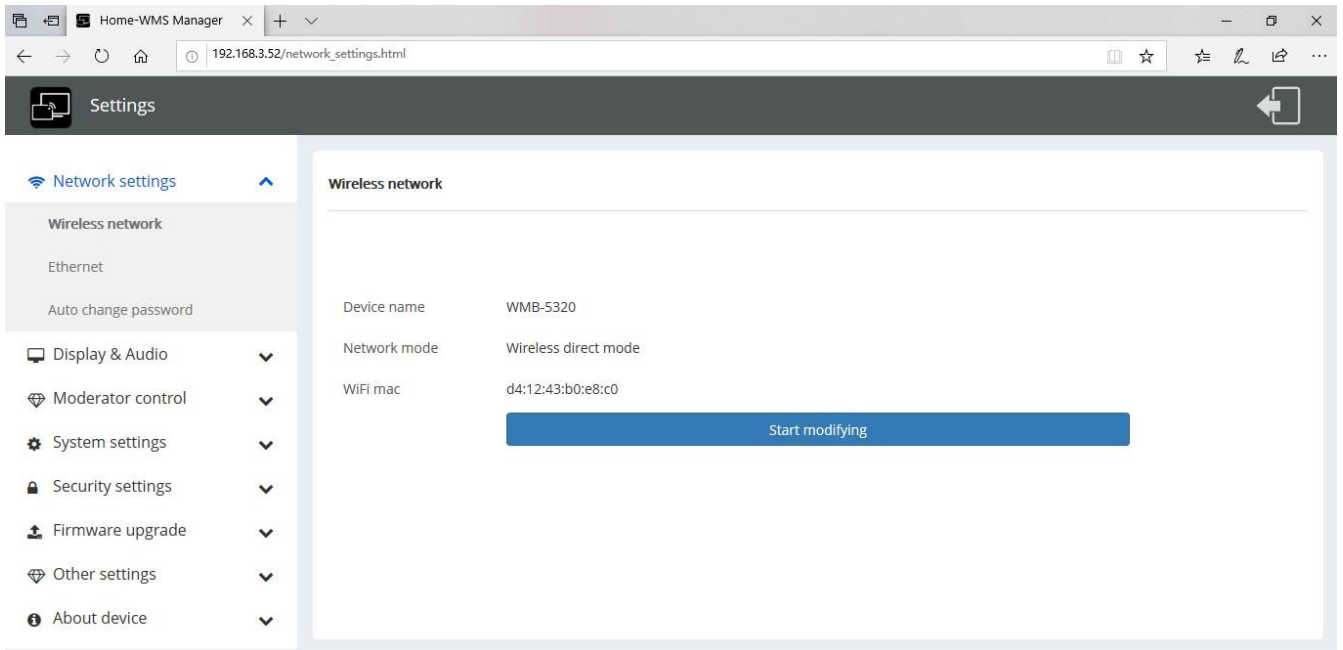 Home-WMS Manager
192.168.3.52/network_settings.html
Settings
Network settings
Wireless network
Ethernet
Auto change password
Display & Audio
Moderator control
System settings
Security settings
Firmware upgrade
Other settings
About device
Wireless network
Device name WMB-5320
Network mode Wireless direct mode
WiFi mac d4:12:43:b0:e8:c0
Start modifying